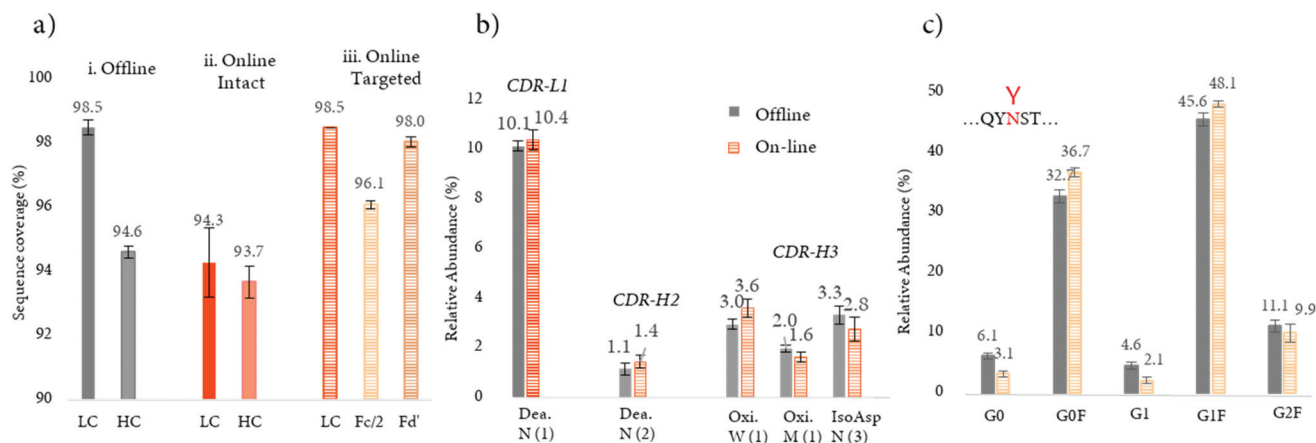 a)
i. Offline
ii. Online
Intact
iii. Online
Targeted
Sequence coverage (%)
100
98
96
94
92
90
98.5
94.6
94.3
93.7
98.5
96.1
98.0
LC HC LC HC LC Fc/2 Fd'
b)
CDR-L1
CDR-H2
CDR-H3
Offline
On-line
Relative Abundance (%)
12
10
8
6
4
2
0
10.1 10.4
1.1 1.4
3.0 3.6
2.0 1.6
3.3 2.8
Dea.
N (1)
Dea.
N (2)
Oxi.
W (1)
Oxi.
M (1)
IsoAsp
N (3)
c)
Y
...QYNST...
Relative Abundance (%)
50
40
30
20
10
0
6.1 3.1
32.7 36.7
4.6 2.1
45.6 48.1
11.1 9.9
G0 G0F G1 G1F G2F